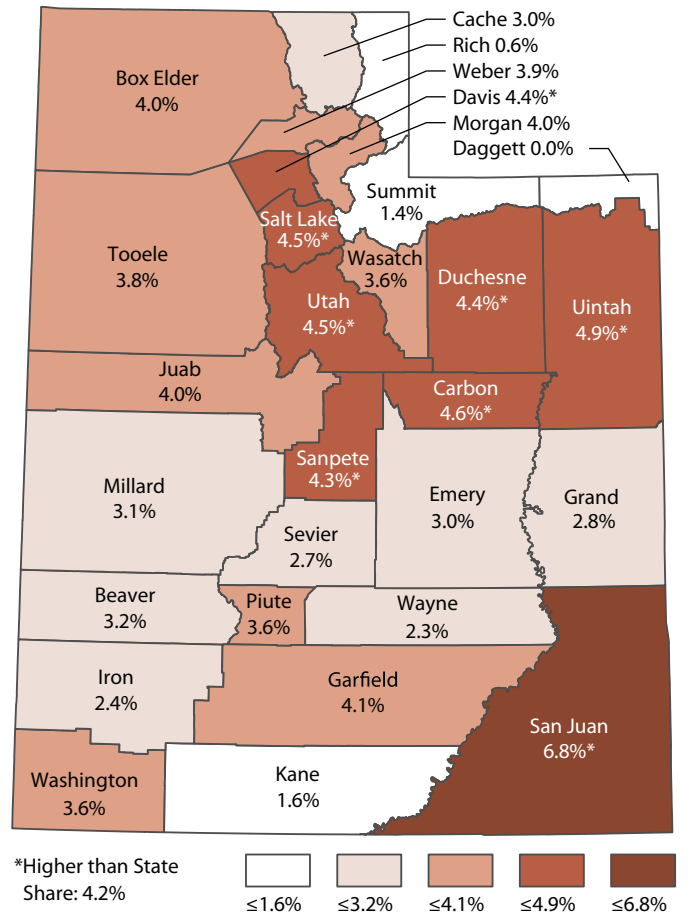 Cache 3.0%
Rich 0.6%
Weber 3.9%
Davis 4.4%*
Morgan 4.0%
Daggett 0.0%
Box Elder
4.0%
Summit
1.4%
Salt Lake
4.5%*
Tooele
3.8%
Wasatch
3.6%
Duchesne
4.4%*
Uintah
4.9%*
Utah
4.5%*
Juab
4.0%
Carbon
4.6%*
Sanpete
4.3%*
Millard
3.1%
Emery
3.0%
Grand
2.8%
Sevier
2.7%
Beaver
3.2%
Piute
3.6%
Wayne
2.3%
Iron
2.4%
Garfield
4.1%
San Juan
6.8%*
Washington
3.6%
Kane
1.6%
*Higher than State
Share: 4.2%
≤1.6%
≤3.2%
≤4.1%
≤4.9%
≤6.8%